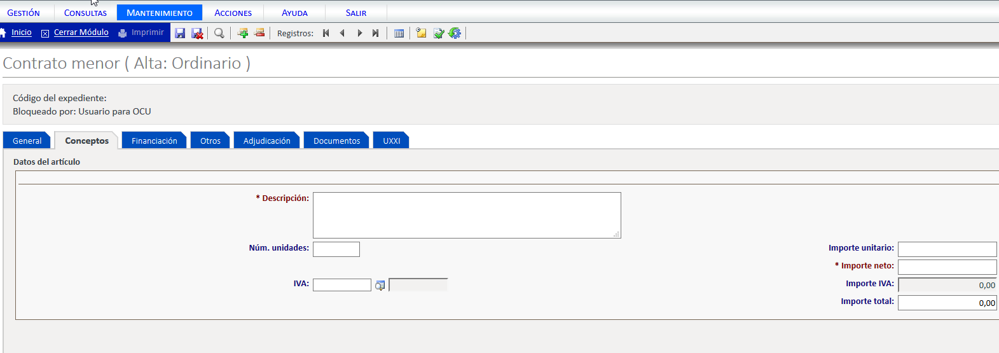 Gestión Consultas Mantenimiento Acciones Ayuda Salir
Inicio Cerrar Módulo Imprimir Registros:
Contrato menor ( Alta: Ordinario )
Código del expediente:
Bloqueado por: Usuario para OCU
General Conceptos Financiación Otros Adjudicación Documentos UXXI
Datos del artículo
* Descripción:
Núm. unidades: Importe unitario:
* Importe neto:
IVA: Importe IVA: 0,00
Importe total: 0,00